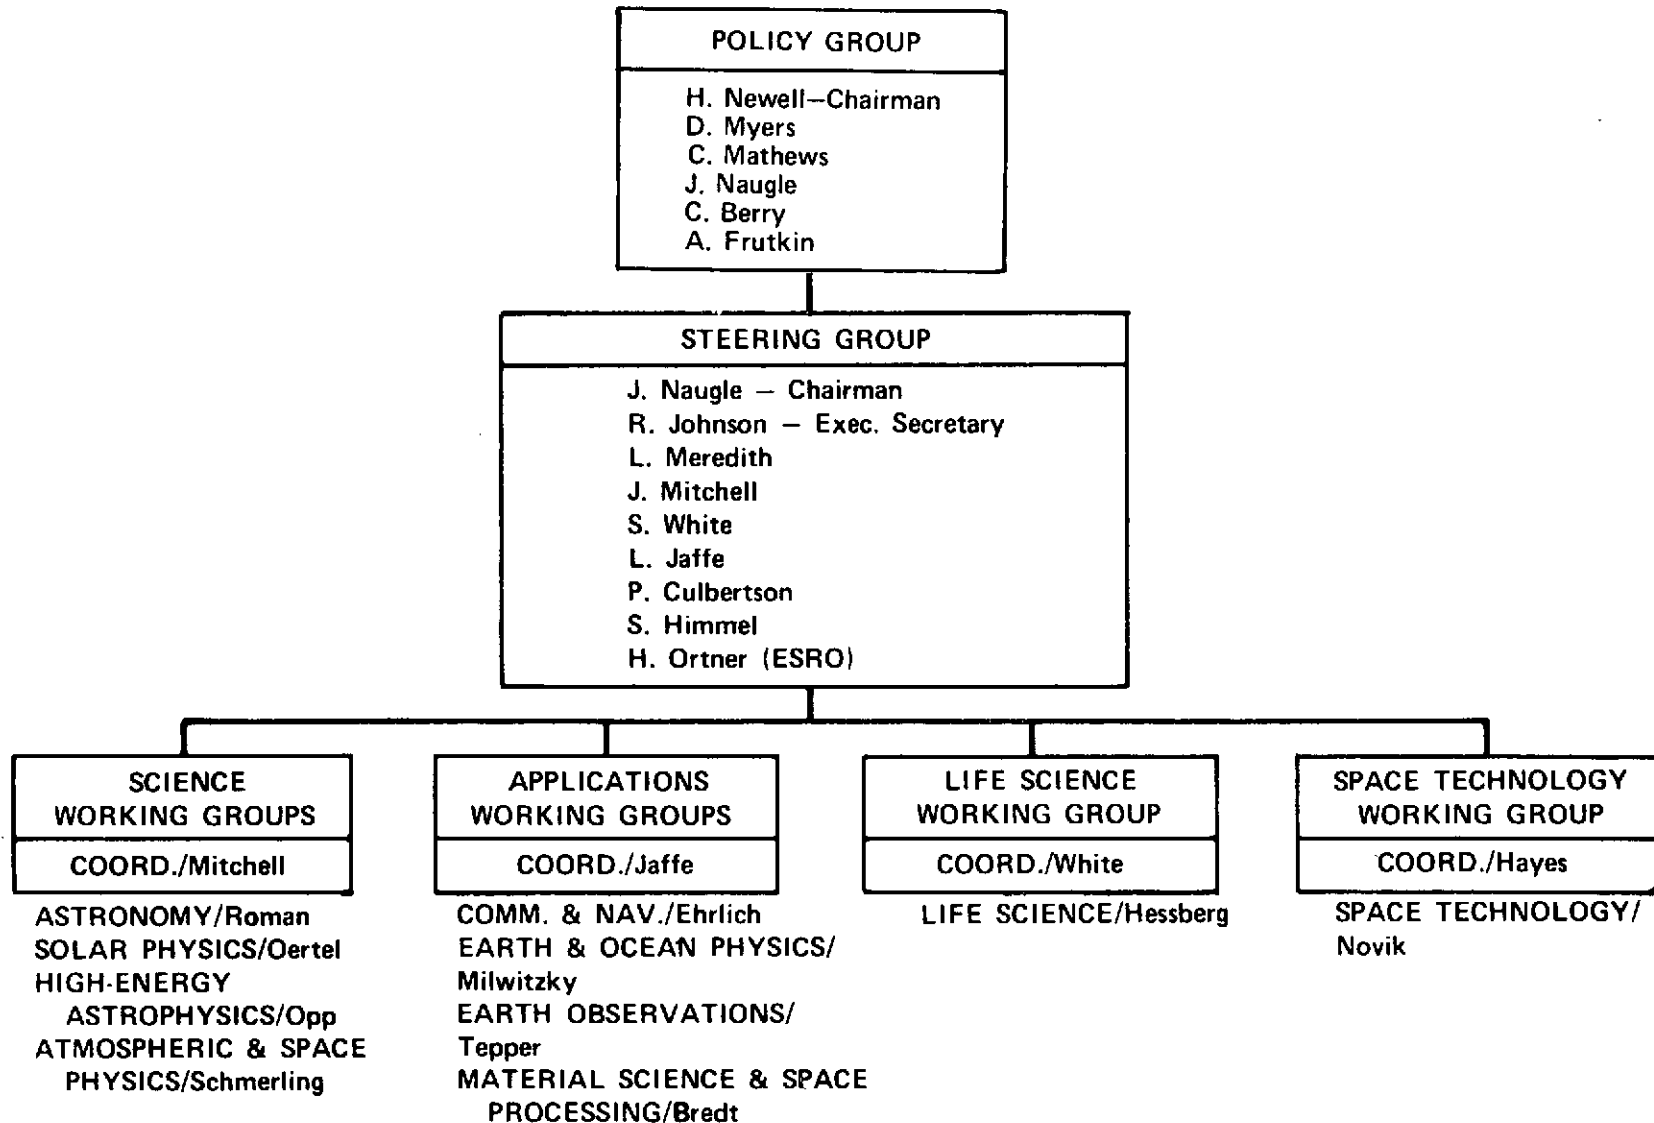 POLICY GROUP
H. Newell—Chairman
D. Myers
C. Mathews
J. Naugle
C. Berry
A. Frutkin
STEERING GROUP
J. Naugle — Chairman
R. Johnson — Exec. Secretary
L. Meredith
J. Mitchell
S. White
L. Jaffe
P. Culbertson
S. Himmel
H. Ortner (ESRO)
SCIENCE
WORKING GROUPS
COORD./Mitchell
ASTRONOMY/Roman
SOLAR PHYSICS/Oertel
HIGH-ENERGY
ASTROPHYSICS/Opp
ATMOSPHERIC & SPACE
PHYSICS/Schmerling
APPLICATIONS
WORKING GROUPS
COORD./Jaffe
COMM. & NAV./Ehrlich
EARTH & OCEAN PHYSICS/
Milwitzky
EARTH OBSERVATIONS/
Tepper
MATERIAL SCIENCE & SPACE
PROCESSING/Bredt
LIFE SCIENCE
WORKING GROUP
COORD./White
LIFE SCIENCE/Hessberg
SPACE TECHNOLOGY
WORKING GROUP
COORD./Hayes
SPACE TECHNOLOGY/
Novik